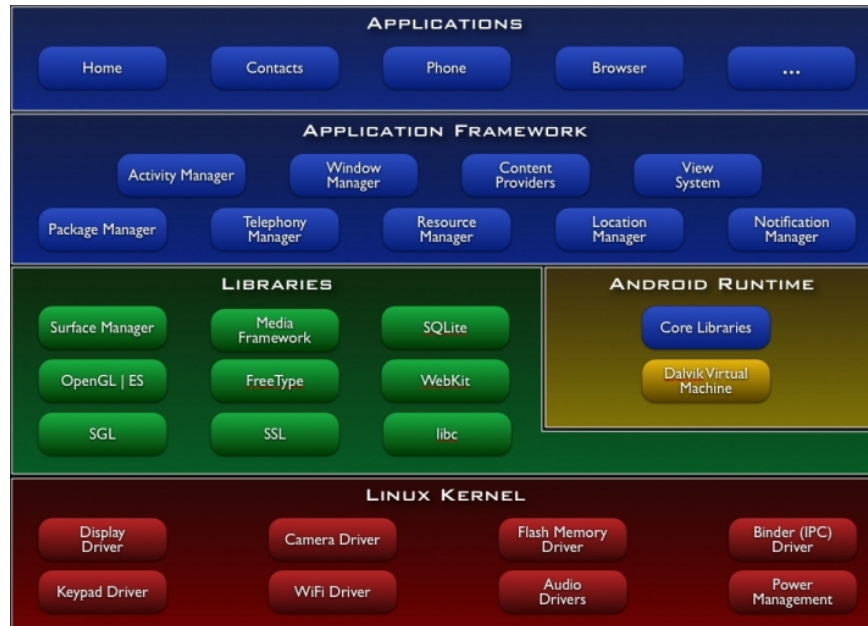 APPLICATIONS
Home
Contacts
Phone
Browser
...
APPLICATION FRAMEWORK
Activity Manager
Window
Manager
Content
Providers
View
System
Package Manager
Telephony
Manager
Resource
Manager
Location
Manager
Notification
Manager
LIBRARIES
Surface Manager
Media
Framework
SQLite
OpenGL | ES
FreeType
WebKit
SGL
SSL
libc
ANDROID RUNTIME
Core Libraries
Dalvik Virtual
Machine
LINUX KERNEL
Display
Driver
Camera Driver
Flash Memory
Driver
Binder (IPC)
Driver
Keypad Driver
WiFi Driver
Audio
Drivers
Power
Management